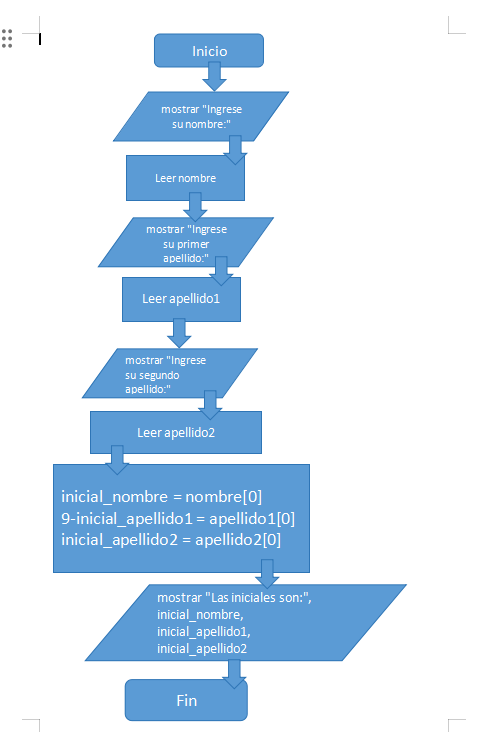 Inicio
mostrar "Ingrese
su nombre:"
Leer nombre
mostrar "Ingrese
su primer
apellido:"
Leer apellido1
mostrar "Ingrese
su segundo
apellido:"
Leer apellido2
inicial_nombre = nombre[0]
9-inicial_apellido1 = apellido1[0]
inicial_apellido2 = apellido2[0]
mostrar "Las iniciales son:",
inicial_nombre,
inicial_apellido1,
inicial_apellido2
Fin